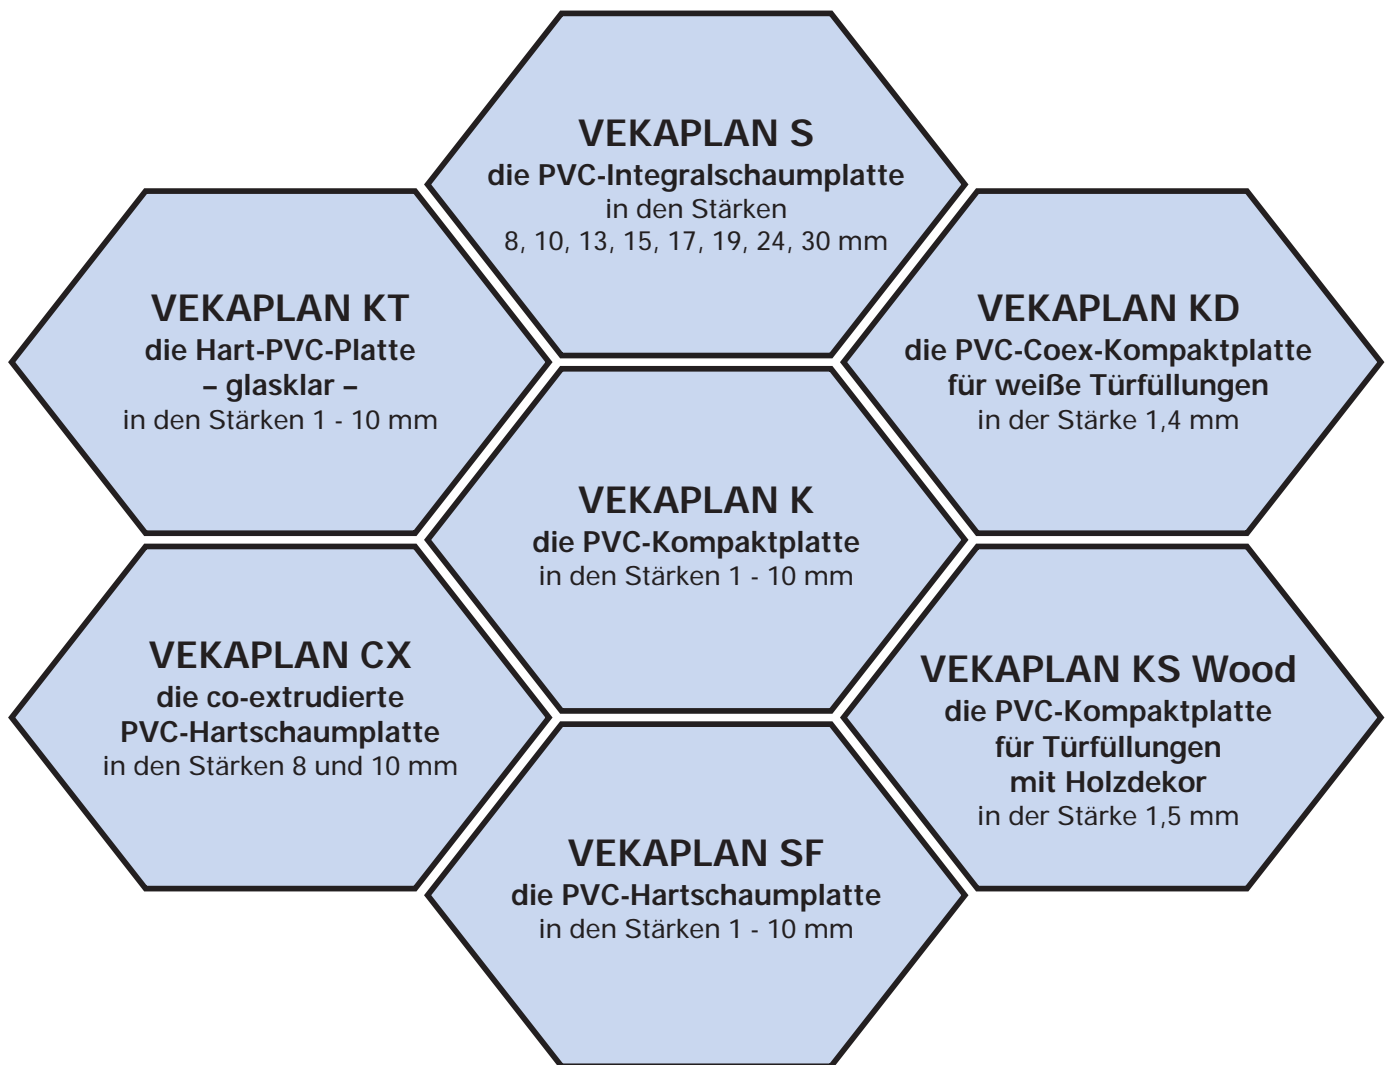 VEKAPLAN S
die PVC-Integralschaumplatte
in den Stärken
8, 10, 13, 15, 17, 19, 24, 30 mm
VEKAPLAN KT
die Hart-PVC-Platte
– glasklar –
in den Stärken 1 - 10 mm
VEKAPLAN KD
die PVC-Coex-Kompaktplatte
für weiße Türfüllungen
in der Stärke 1,4 mm
VEKAPLAN K
die PVC-Kompaktplatte
in den Stärken 1 - 10 mm
VEKAPLAN CX
die co-extrudierte
PVC-Hartschaumplatte
in den Stärken 8 und 10 mm
VEKAPLAN KS Wood
die PVC-Kompaktplatte
für Türfüllungen
mit Holzdekor
in der Stärke 1,5 mm
VEKAPLAN SF
die PVC-Hartschaumplatte
in den Stärken 1 - 10 mm